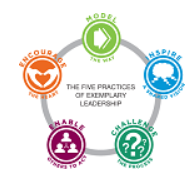 MODEL
THE WAY
INSPIRE
A SHARED VISION
CHALLENGE
THE PROCESS
ENABLE
OTHERS TO ACT
ENCOURAGE
THE HEART
THE FIVE PRACTICES
OF EXEMPLARY
LEADERSHIP